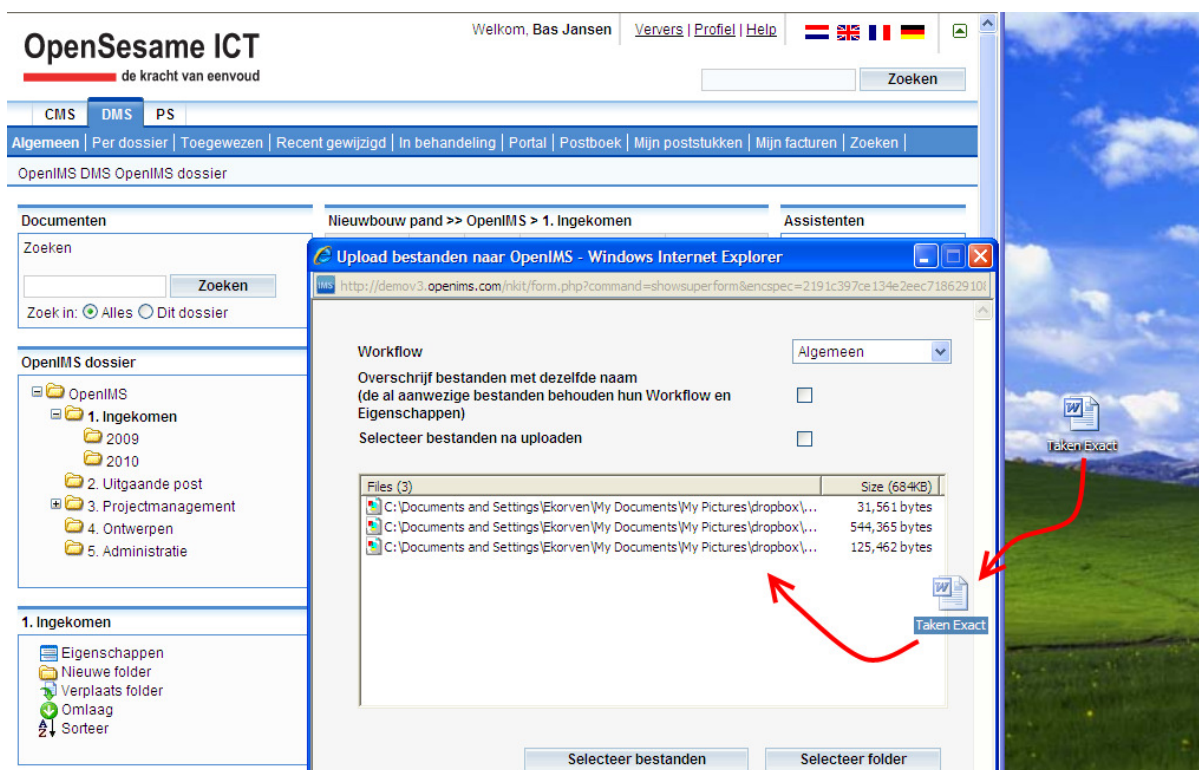 OpenSesame ICT
de kracht van eenvoud
Welkom, Bas Jansen
Ververs | Profiel | Help
Zoeken
CMS DMS PS
Algemeen | Per dossier | Toegewezen | Recent gewijzigd | In behandeling | Portal | Postboek | Mijn poststukken | Mijn facturen | Zoeken |
OpenIMS DMS OpenIMS dossier
Documenten
Zoeken
Zoeken
Zoek in: Alles Dit dossier
OpenIMS dossier
OpenIMS
1. Ingekomen
2009
2010
2. Uitgaande post
3. Projectmanagement
4. Ontwerpen
5. Administratie
1. Ingekomen
Eigenschappen
Nieuwe folder
Verplaats folder
Omlaag
Sorteer
Nieuwbouw pand >> OpenIMS > 1. Ingekomen
Assistenten
Upload bestanden naar OpenIMS - Windows Internet Explorer
IMS http://demov3.openims.com/nkit/form.php?command=showsuperform&encspec=2191c397ce134e2eec71862910
Workflow
Algemeen
Overschrijf bestanden met dezelfde naam
(de al aanwezige bestanden behouden hun Workflow en
Eigenschappen)
Selecteer bestanden na uploaden
Files (3) Size (684KB)
C:\Documents and Settings\Ekorven\My Documents\My Pictures\dropbox\... 31,561 bytes
C:\Documents and Settings\Ekorven\My Documents\My Pictures\dropbox\... 544,365 bytes
C:\Documents and Settings\Ekorven\My Documents\My Pictures\dropbox\... 125,462 bytes
Selecteer bestanden
Selecteer folder
Taken Exact
Taken Exact